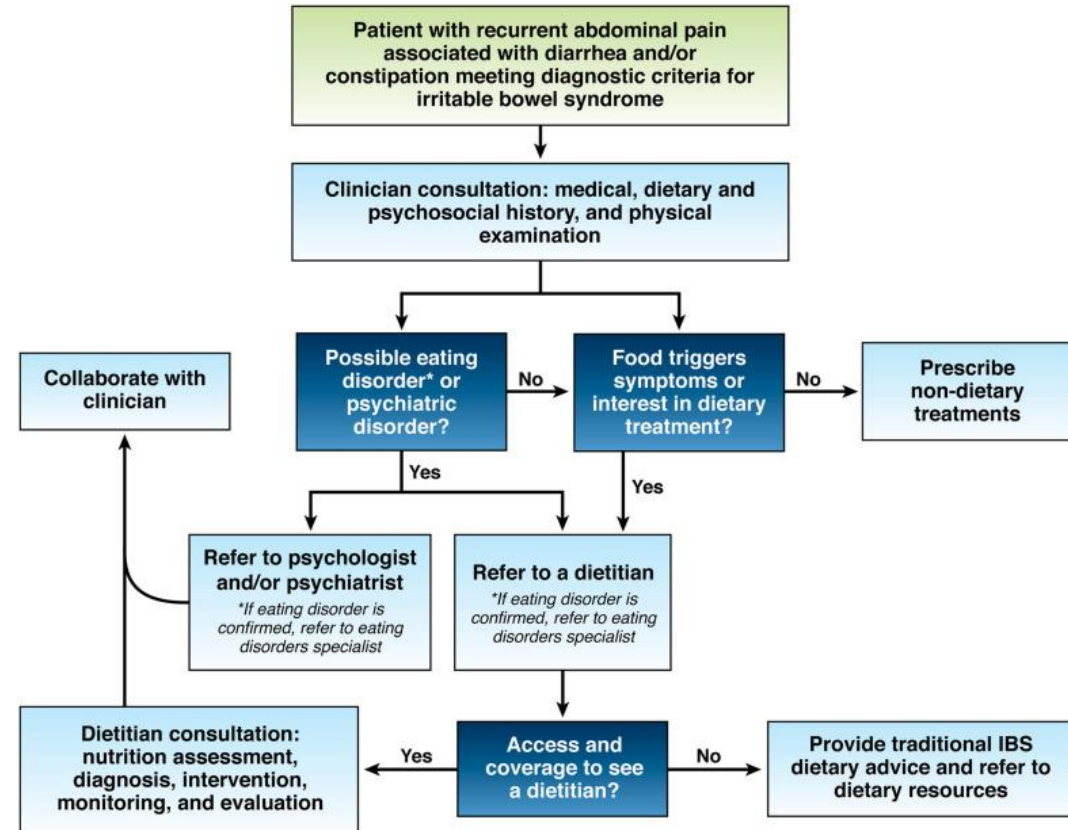 Patient with recurrent abdominal pain
associated with diarrhea and/or
constipation meeting diagnostic criteria for
irritable bowel syndrome
Clinician consultation: medical, dietary and
psychosocial history, and physical
examination
Possible eating
disorder* or
psychiatric
disorder?
No
Food triggers
symptoms or
interest in dietary
treatment?
No
Prescribe
non-dietary
treatments
Collaborate with
clinician
Yes
Yes
Refer to psychologist
and/or psychiatrist
*If eating disorder is
confirmed, refer to eating
disorders specialist
Refer to a dietitian
*If eating disorder is
confirmed, refer to eating
disorders specialist
Dietitian consultation:
nutrition assessment,
diagnosis, intervention,
monitoring, and evaluation
Yes
Access and
coverage to see
a dietitian?
No
Provide traditional IBS
dietary advice and refer to
dietary resources